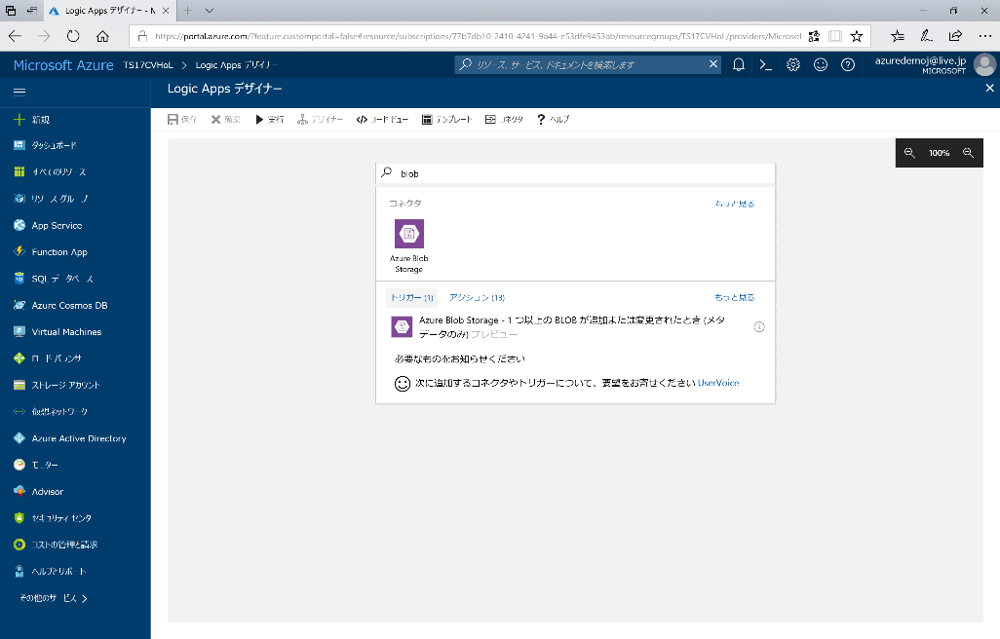 Logic Apps デザイナー - M
https://portal.azure.com/?feature.customportal=false#resource/subscriptions/77b7db10-2410-4241-9a44-e53dfe9453ab/resourcegroups/TS17CVHoL/providers/Microsof
Microsoft Azure TS17CVHoL > Logic Apps デザイナー
リソース、サービス、ドキュメントを検索します
azuredemoj@live.jp
MICROSOFT
Logic Apps デザイナー
保存 破棄 実行 デザイナー コード ビュー テンプレート コネクタ ヘルプ
新規
ダッシュボード
すべてのリソース
リソース グループ
App Service
Function App
SQL データベース
Azure Cosmos DB
Virtual Machines
ロード バランサー
ストレージ アカウント
仮想ネットワーク
Azure Active Directory
モニター
Advisor
セキュリティ センター
コストの管理と請求
ヘルプとサポート
その他のサービス >
100%
blob
コネクタ もっと見る
Azure Blob
Storage
トリガー (1) アクション (13) もっと見る
Azure Blob Storage - 1 つ以上の BLOB が追加または変更されたとき (メタ
データのみ) プレビュー
必要なものをお知らせください
次に追加するコネクタやトリガーについて、要望をお寄せください UserVoice